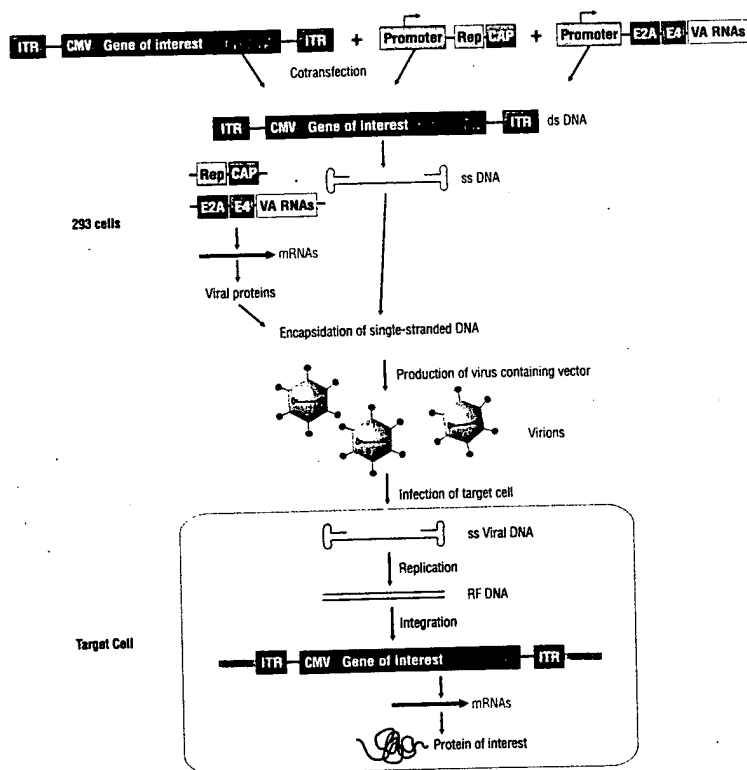 ITR CMV Gene of interest ITR + Promoter Rep CAP + Promoter E2A E4 VA RNAs
Cotransfection
ITR CMV Gene of interest ITR ds DNA
Rep CAP
ss DNA
E2A E4 VA RNAs
293 cells
mRNAs
Viral proteins
Encapsidation of single-stranded DNA
Production of virus containing vector
Virions
Infection of target cell
ss Viral DNA
Replication
RF DNA
Integration
Target Cell
ITR CMV Gene of interest ITR
mRNAs
Protein of interest